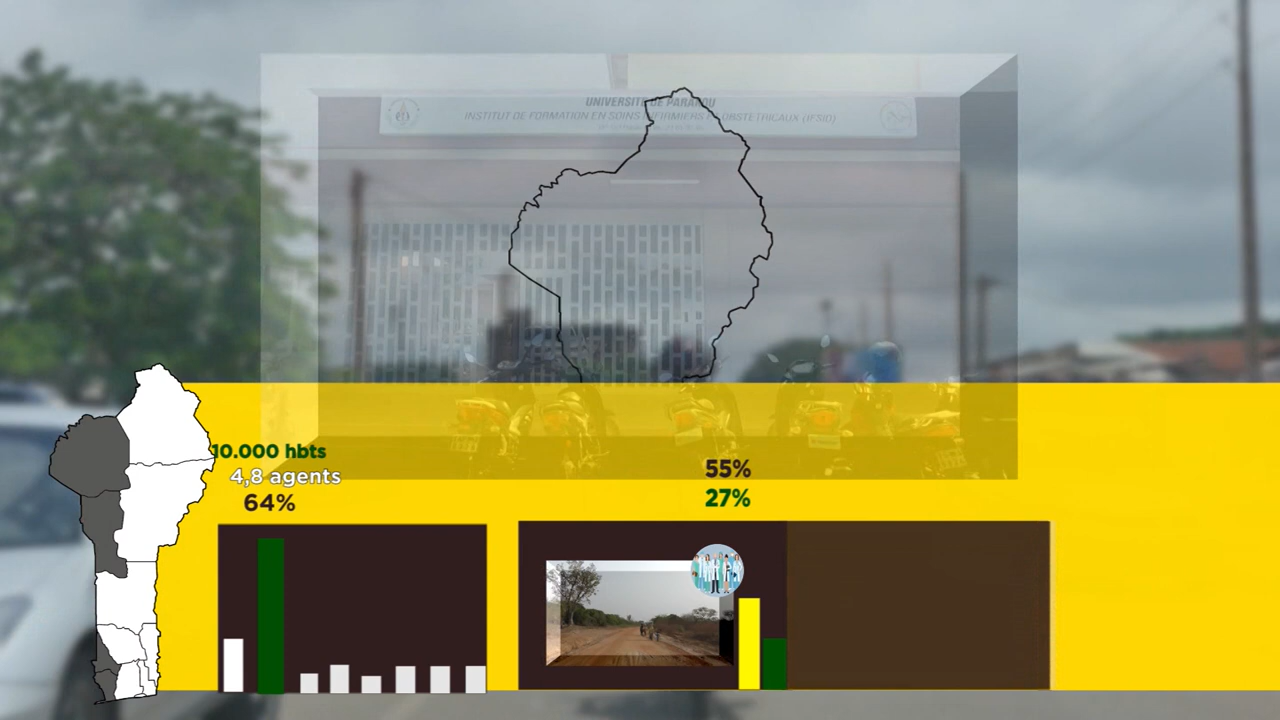 UNIVERSITÉ DE PARAKOU
INSTITUT DE FORMATION EN SOINS INFIRMIERS ET OBSTETRICAUX (IFSIO)
10.000 hbts
4,8 agents
64%
55%
27%